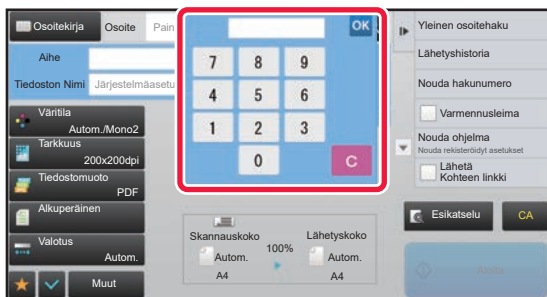 Osoitekirja
Osoite
Pain
OK
Yleinen osoitehaku
Aihe
Lähetyshistoria
Tiedoston Nimi
Järjestelmäasetu
Nouda hakunumero
7 8 9
4 5 6
1 2 3
0 C
Varmennusleima
Väritila
Autom./Mono2
Nouda ohjelma
Nouda rekisteröidyt asetukset
Tarkkuus
200x200dpi
Lähetä
Kohteen linkki
Tiedostomuoto
PDF
Alkuperäinen
Esikatselu
CA
Valotus
Autom.
Skannauskoko
100%
Lähetyskoko
Autom.
A4
Autom.
A4
Muut
Aloita